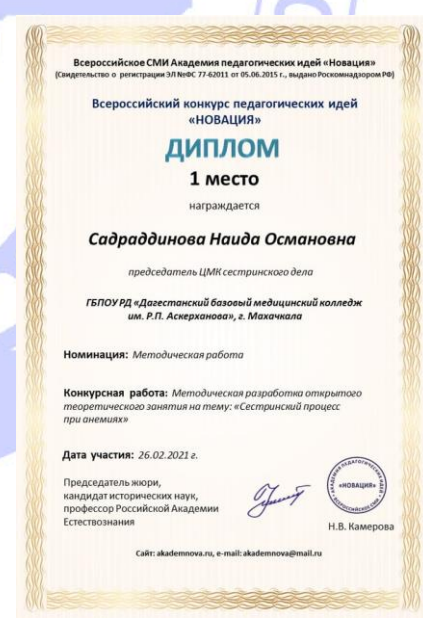 Всероссийское СМИ Академия педагогических идей «Новация»
(Свидетельство о регистрации ЭЛ №ФС 77-62011 от 05.06.2015 г., выдано Роскомнадзором РФ)
Всероссийский конкурс педагогических идей
«НОВАЦИЯ»
ДИПЛОМ
1 место
награждается
Садраддинова Наида Османовна
председатель ЦМК сестринского дела
ГБПОУ РД «Дагестанский базовый медицинский колледж
им. Р.П. Аскерханова», г. Махачкала
Номинация: Методическая работа
Конкурсная работа: Методическая разработка открытого
теоретического занятия на тему: «Сестринский процесс
при анемиях»
Дата участия: 26.02.2021 г.
Председатель жюри,
кандидат исторических наук,
профессор Российской Академии
Естествознания
«НОВАЦИЯ»
Н.В. Камерова
Сайт: akademnova.ru, e-mail: akademnova@mail.ru